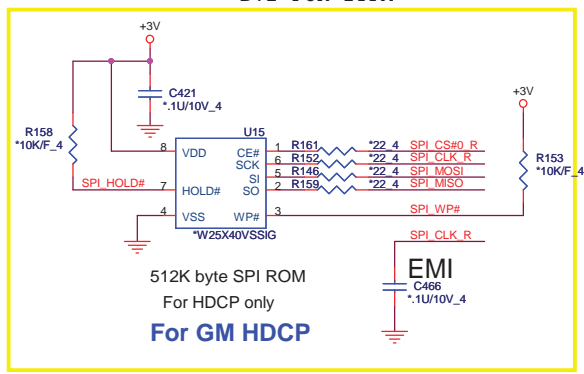 +3V
C421
*.1U/10V_4
+3V
R158
*10K/F_4
U15
8 VDD CE# 1 R161 *22_4 SPI_CS#0_R
SCK 6 R152 *22_4 SPI_CLK_R
SI 5 R146 *22_4 SPI_MOSI
SPI_HOLD# 7 HOLD# SO 2 R159 *22_4 SPI_MISO
R153
*10K/F_4
4 VSS WP# 3 SPI_WP#
*W25X40VSSIG
SPI_CLK_R
512K byte SPI ROM
EMI
For HDCP only
C466
*.1U/10V_4
For GM HDCP